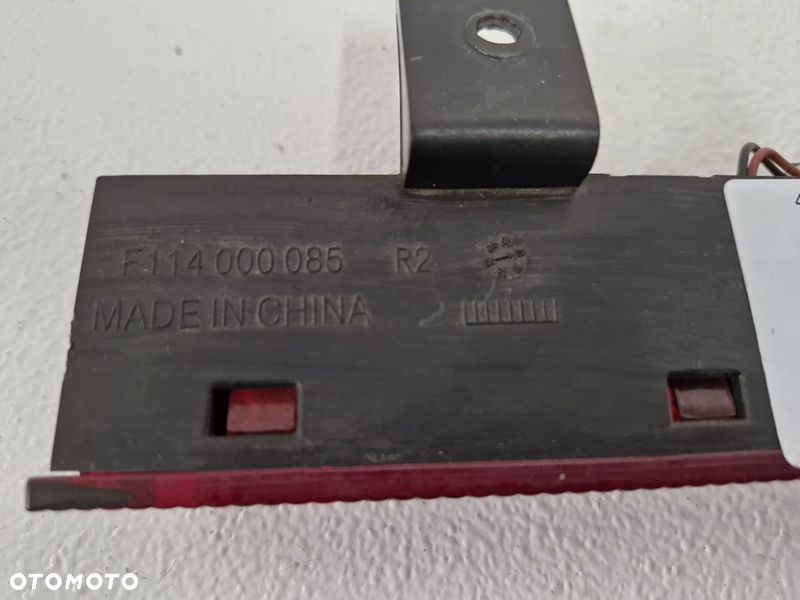 F114 000 085 R2
MADE IN CHINA
OTOMOTO